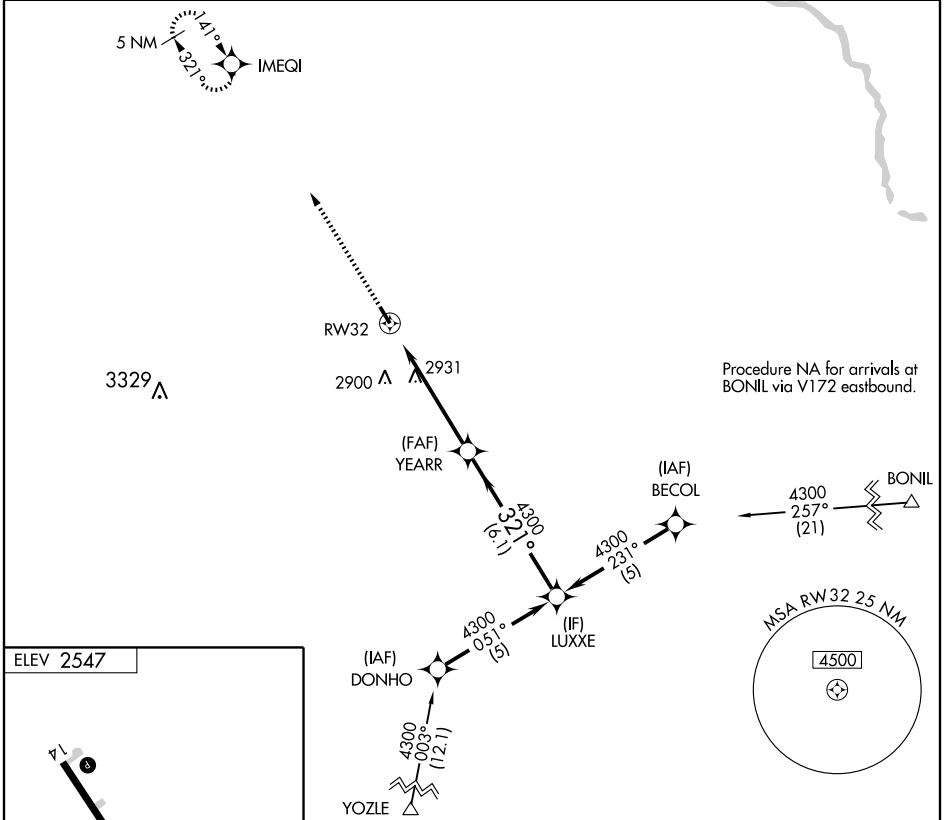 5 NM
141°
321°
IMEQI
RW32
3329
2900
2931
Procedure NA for arrivals at
BONIL via V172 eastbound.
(FAF)
YEARR
(IAF)
BECOL
BONIL
4300
257°
(21)
4300
321°
(6.1)
4300
231°
(5)
(IF)
LUXXE
4300
051°
(5)
(IAF)
DONHO
4300
003°
(12.1)
YOZLE
MSA RW32 25 NM
4500
ELEV 2547
14
P